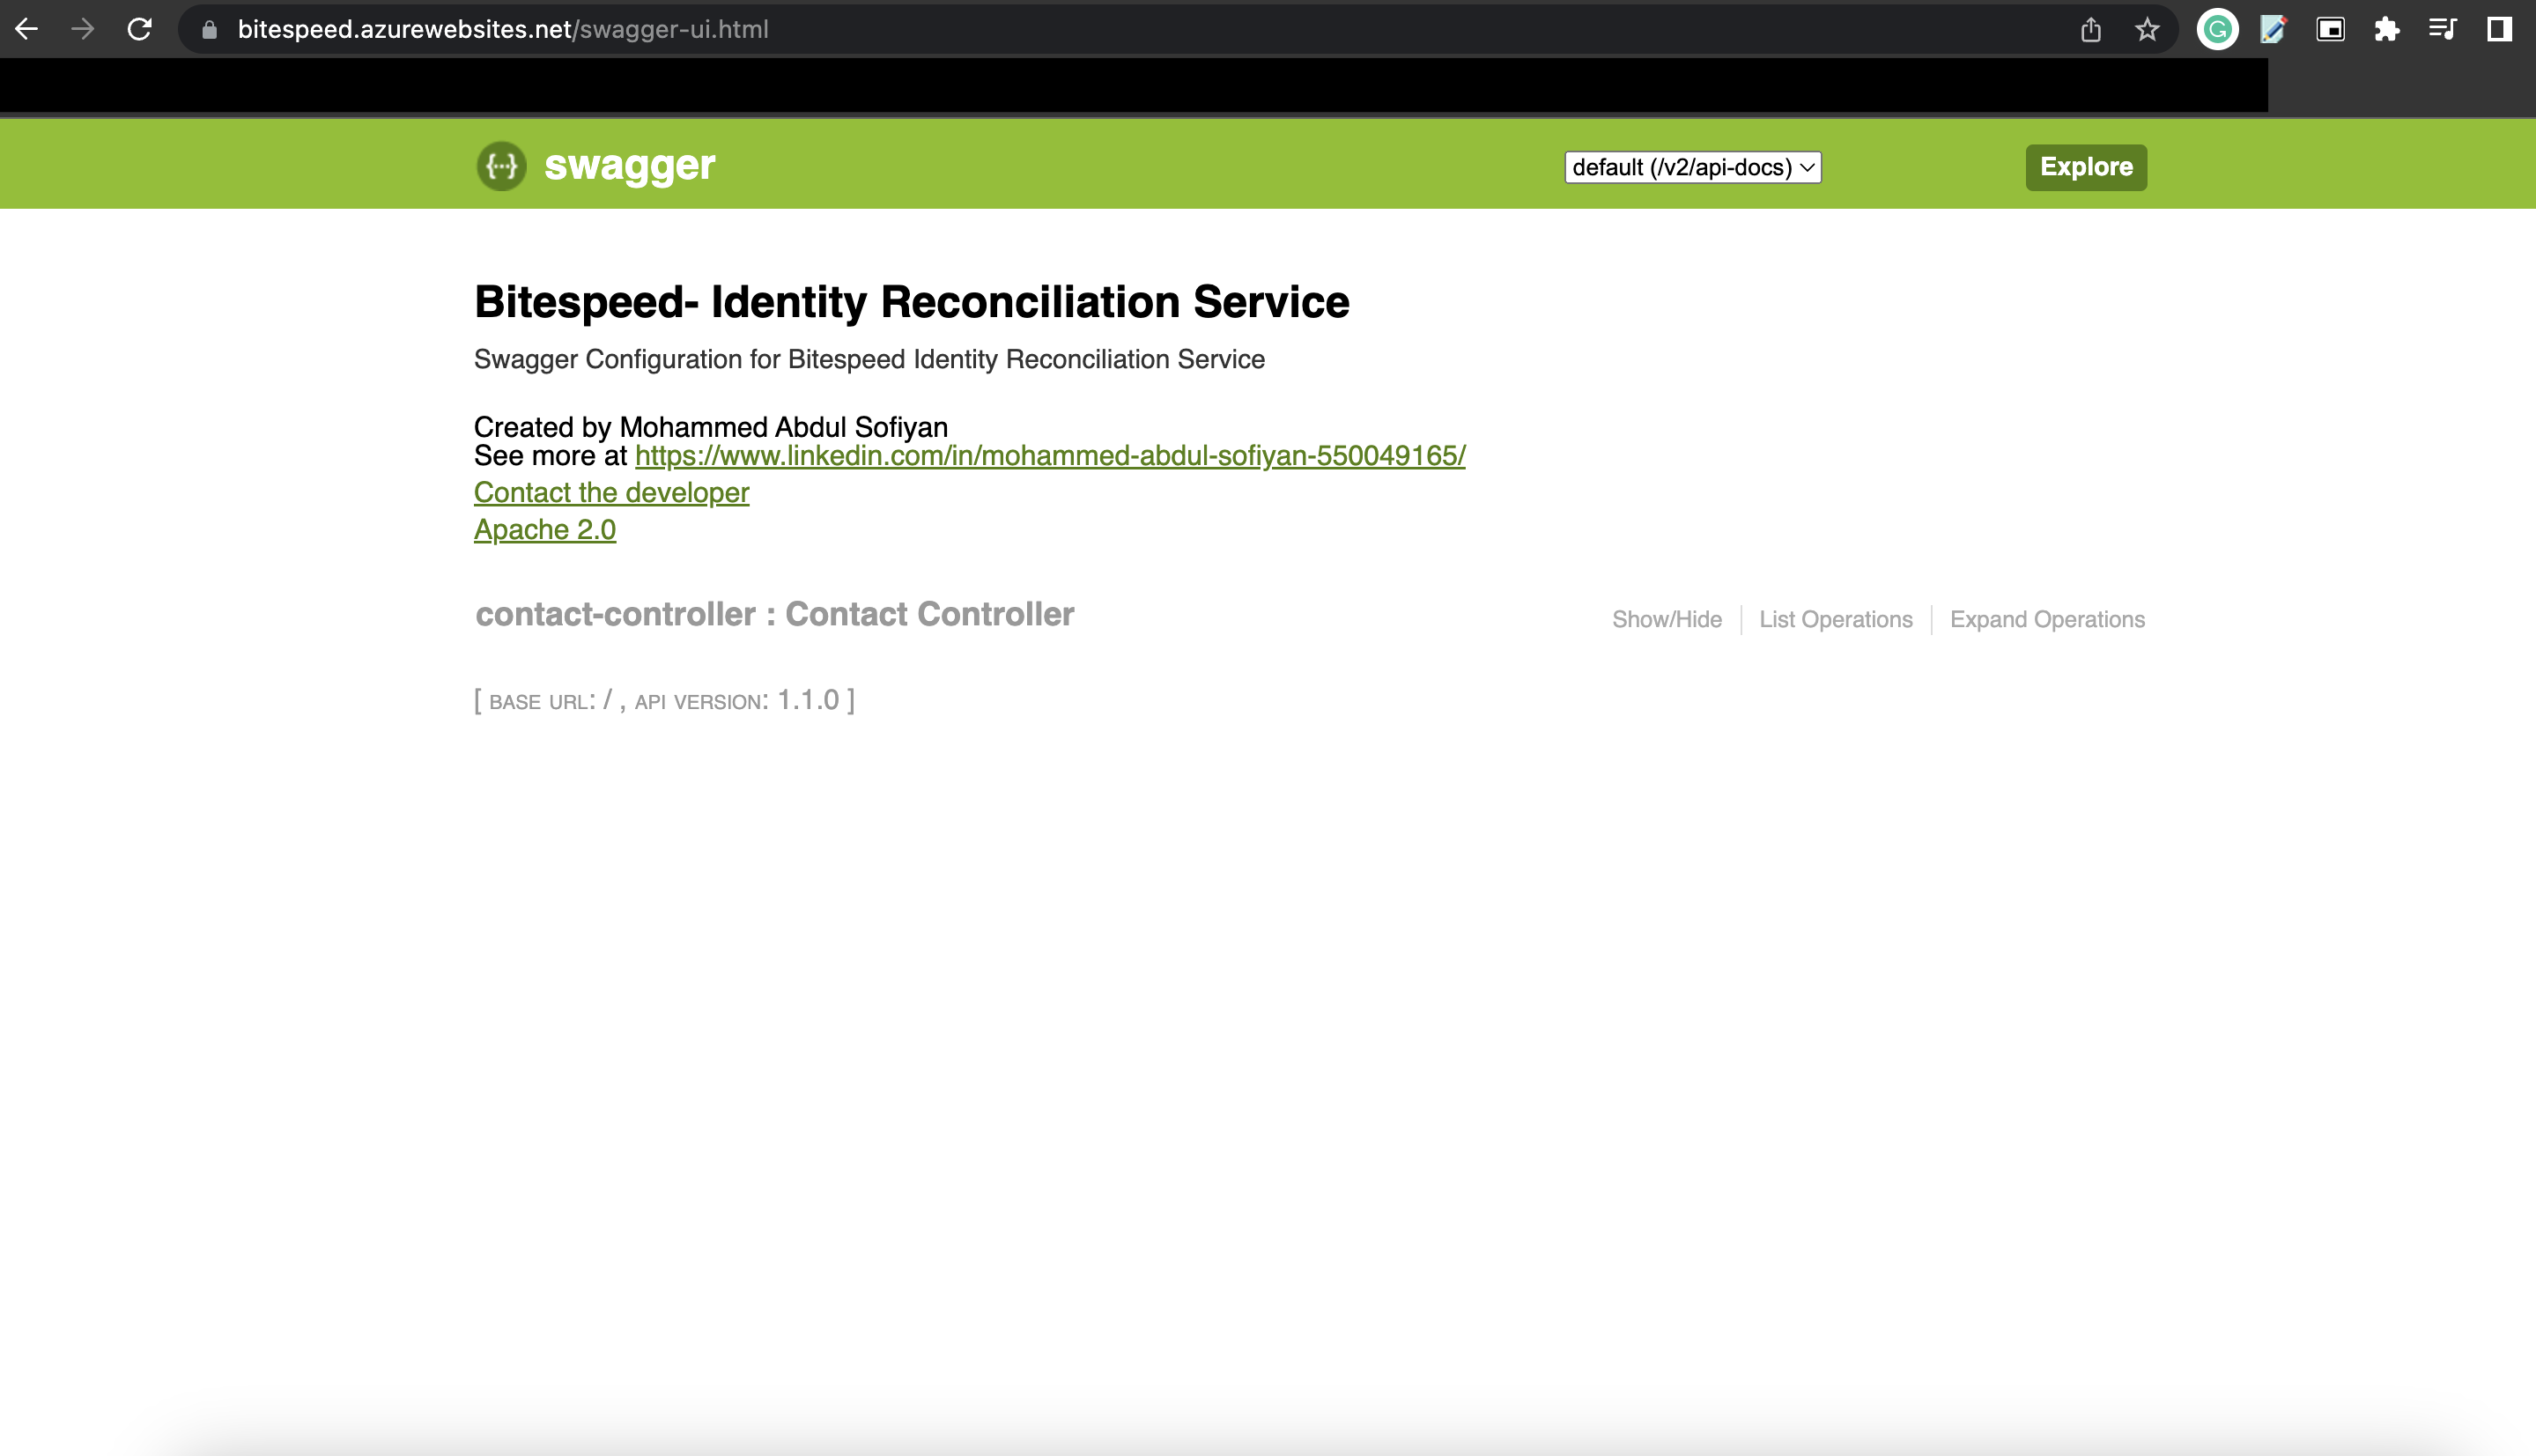 bitespeed.azurewebsites.net/swagger-ui.html
swagger
default (/v2/api-docs)
Explore
Bitespeed- Identity Reconciliation Service
Swagger Configuration for Bitespeed Identity Reconciliation Service
Created by Mohammed Abdul Sofiyan
See more at https://www.linkedin.com/in/mohammed-abdul-sofiyan-550049165/
Contact the developer
Apache 2.0
contact-controller : Contact Controller
Show/Hide
List Operations
Expand Operations
[ BASE URL: / , API VERSION: 1.1.0 ]